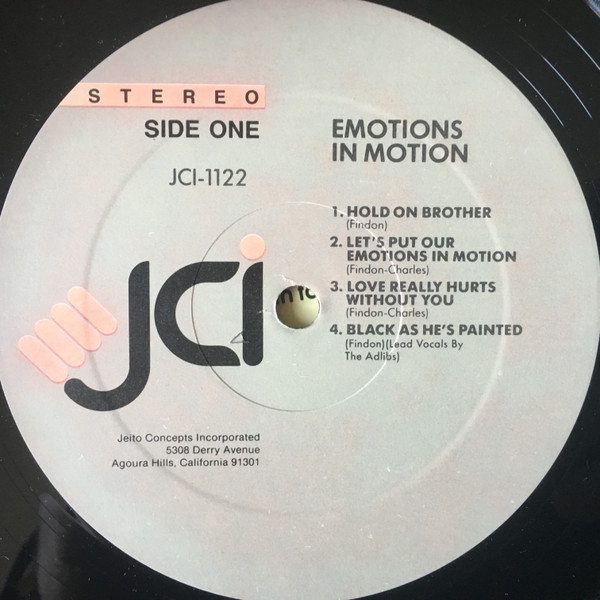 STEREO
SIDE ONE
JCI-1122
JCi
Jeito Concepts Incorporated
5308 Derry Avenue
Agoura Hills, California 91301
EMOTIONS
IN MOTION
1. HOLD ON BROTHER
(Findon)
2. LET'S PUT OUR
EMOTIONS IN MOTION
(Findon-Charles)
3. LOVE REALLY HURTS
WITHOUT YOU
(Findon-Charles)
4. BLACK AS HE'S PAINTED
(Findon)(Lead Vocals By
The Adlibs)